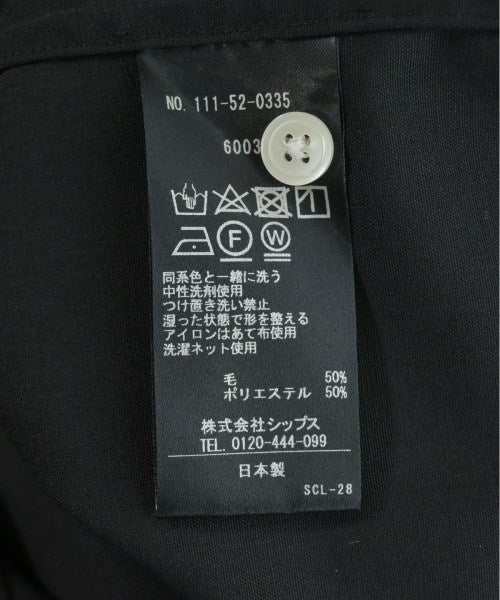 NO. 111-52-0335
6003
F
W
同系色と一緒に洗う
中性洗剤使用
つけ置き洗い禁止
湿った状態で形を整える
アイロンはあて布使用
洗濯ネット使用
毛 50%
ポリエステル 50%
株式会社シップス
TEL. 0120-444-099
日本製
SCL-28